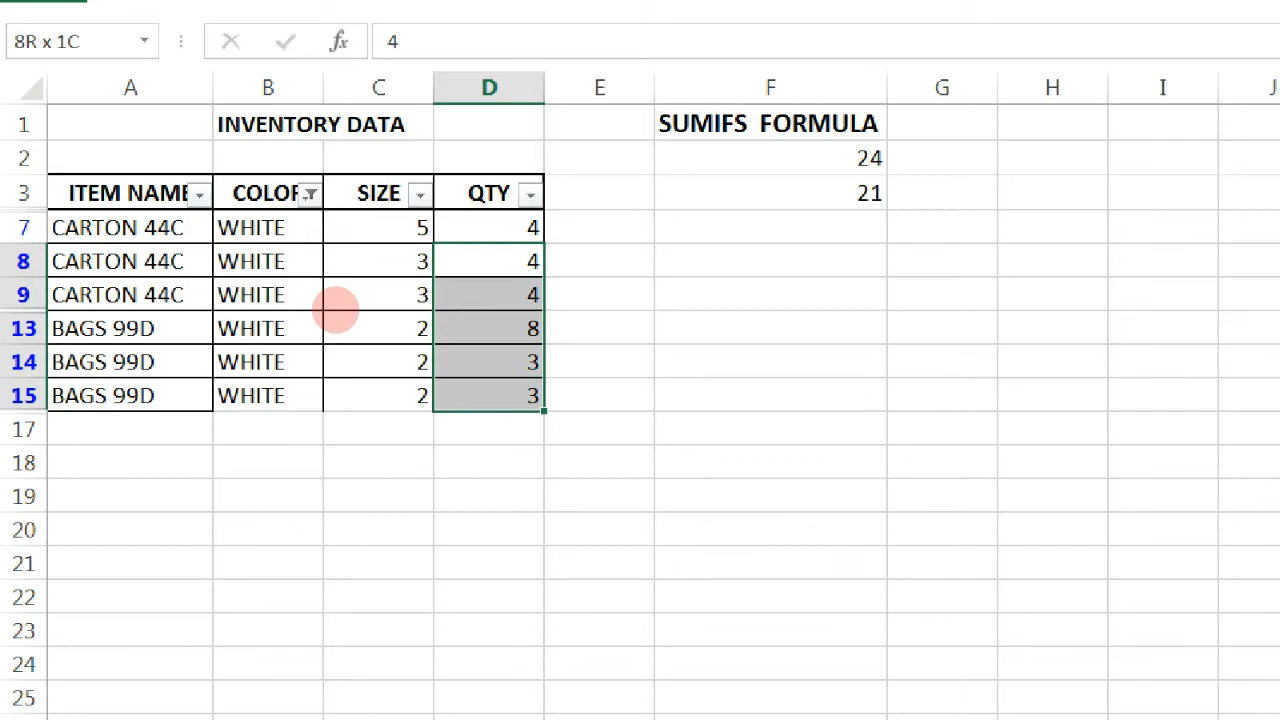 8R x 1C fx 4
A B C D E F G H I J
1 INVENTORY DATA SUMIFS FORMULA
2 24
3 ITEM NAME COLOR SIZE QTY 21
7 CARTON 44C WHITE 5 4
8 CARTON 44C WHITE 3 4
9 CARTON 44C WHITE 3 4
13 BAGS 99D WHITE 2 8
14 BAGS 99D WHITE 2 3
15 BAGS 99D WHITE 2 3
17
18
19
20
21
22
23
24
25